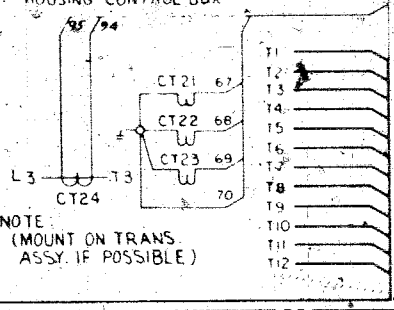 HOUSING CONTROL BOX
95 94
T1
T2
CT21 67
T3
T4
CT22 68
T5
T6
CT23 69
T7
L3 T3
T8
CT24
70
T9
NOTE
T10
(MOUNT ON TRANS.
T11
ASSY. IF POSSIBLE)
T12